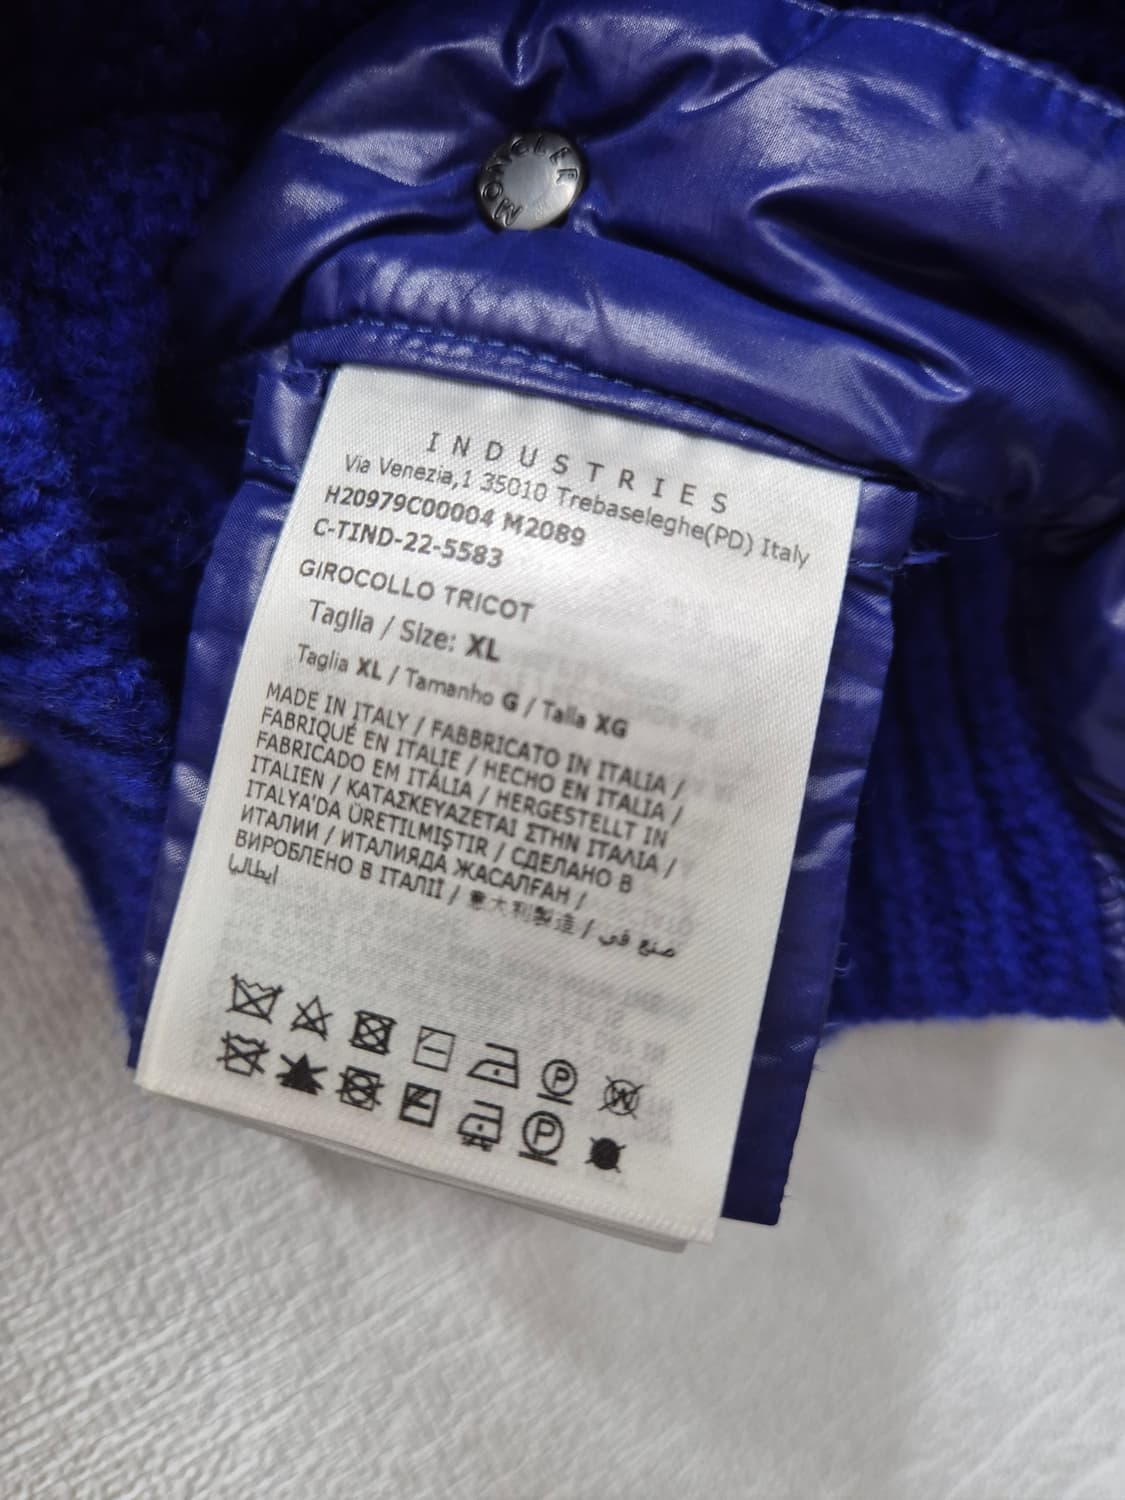 MONCLER
INDUSTRIES
Via Venezia,1 35010 Trebaseleghe(PD) Italy
H20979C00004 M2089
C-TIND-22-5583
GIROCOLLO TRICOT
Taglia / Size: XL
Taglia XL / Tamanho G / Talla XG
MADE IN ITALY / FABBRICATO IN ITALIA /
FABRIQUÉ EN ITALIE / HECHO EN ITALIA /
FABRICADO EM ITÁLIA / HERGESTELLT IN
ITALIEN / ΚΑΤΑΣΚΕΥΑΖΕΤΑΙ ΣΤΗΝ ΙΤΑΛΙΑ /
ITALYA'DA ÜRETILMIŞTIR / СДЕЛАНО В
ИТАЛИИ / ИТАЛИЯДА ЖАСАЛҒАН /
ВИРОБЛЕНО В ІТАЛІЇ / 意大利製造 / صنع في
ايطاليا
P W
P